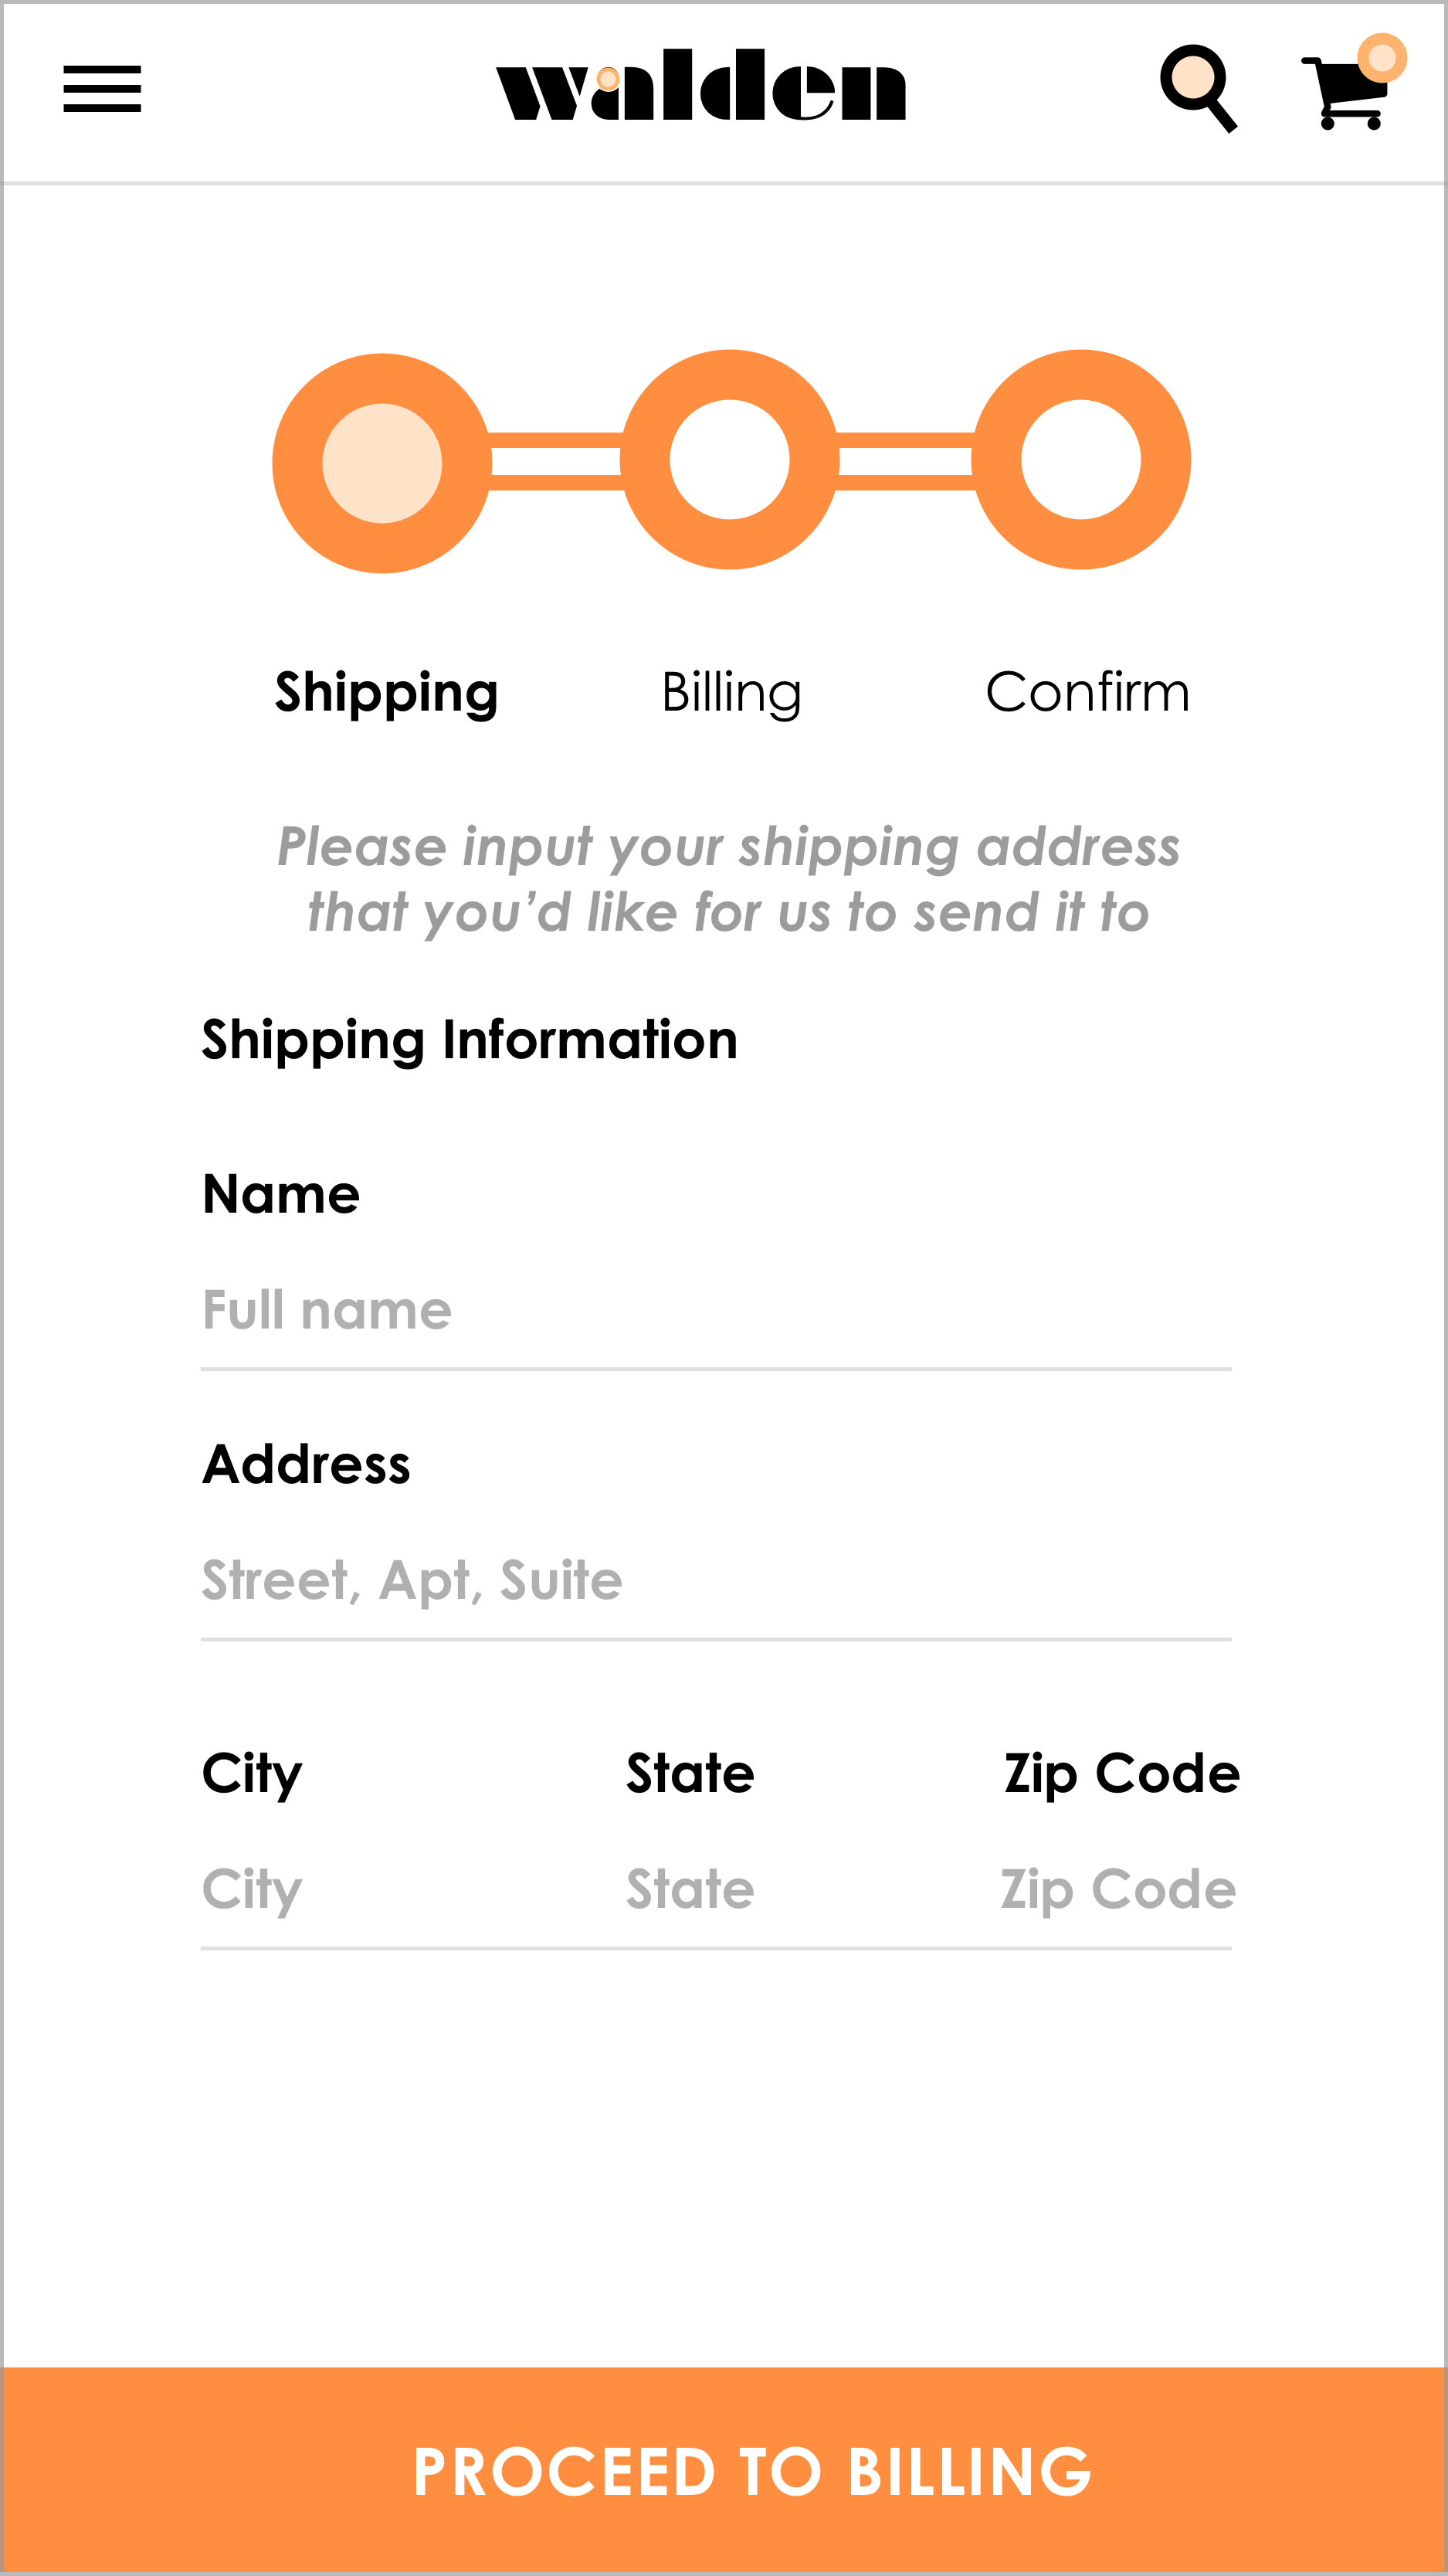 walden
Shipping Billing Confirm
Please input your shipping address
that you’d like for us to send it to
Shipping Information
Name
Full name
Address
Street, Apt, Suite
City State Zip Code
City State Zip Code
PROCEED TO BILLING